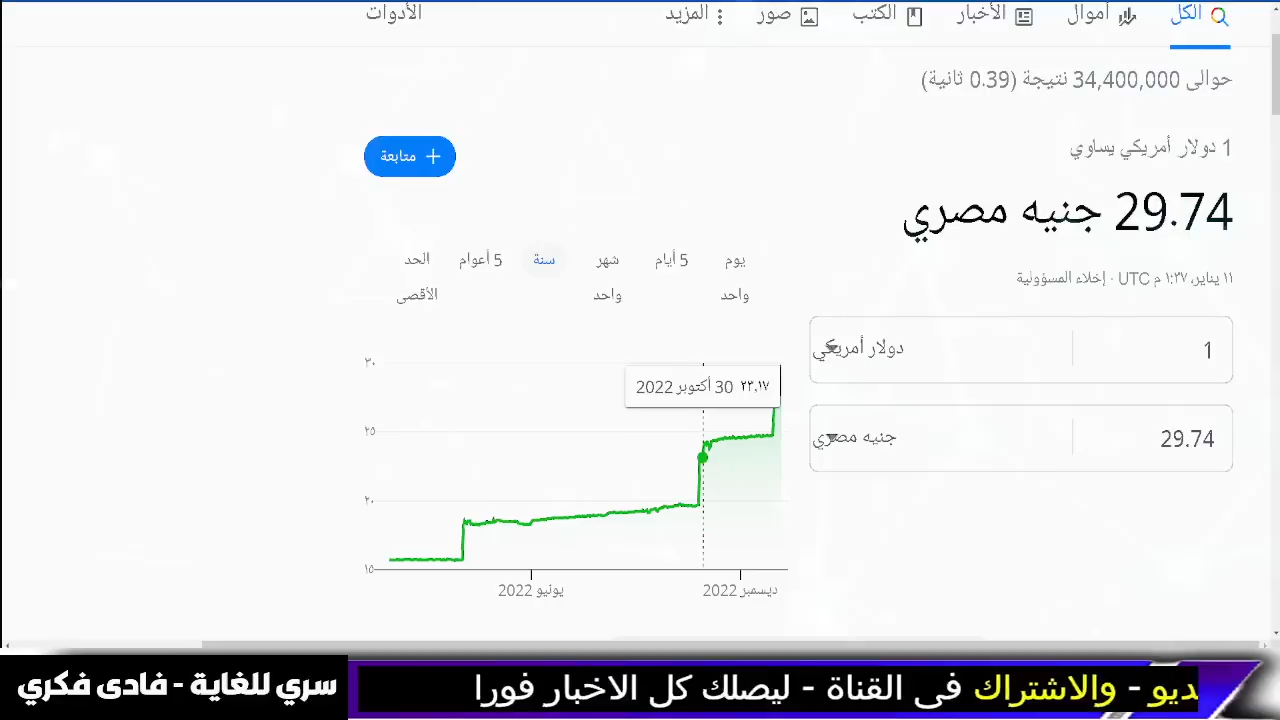 الكل أموال الأخبار الكتب صور المزيد الأدوات
حوالى 34,400,000 نتيجة (0.39 ثانية)
1 دولار أمريكي يساوي
متابعة
29.74 جنيه مصري
١١ يناير، ١:٣٧ م UTC · إخلاء المسؤولية
يوم واحد
5 أيام
شهر واحد
سنة
5 أعوام
الحد الأقصى
1 دولار أمريكي
29.74 جنيه مصري
٣٠
٢٥
٢٠
١٥
٢٣,١٧ 30 أكتوبر 2022
يوليو 2022
ديسمبر 2022
ديو - والاشتراك فى القناة - ليصلك كل الاخبار فورا
سري للغاية - فادى فكري